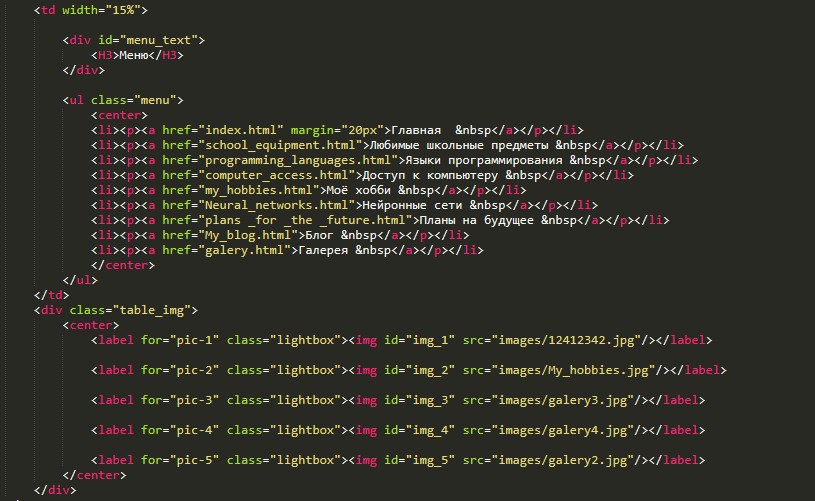 <td width="15%">
<div id="menu_text">
<H3>Меню</H3>
</div>
<ul class="menu">
<center>
<li><p><a href="index.html" margin="20px">Главная  &nbsp</a></p></li>
<li><p><a href="school_equipment.html">Любимые школьные предметы &nbsp</a></p></li>
<li><p><a href="programming_languages.html">Языки программирования &nbsp</a></p></li>
<li><p><a href="computer_access.html">Доступ к компьютеру &nbsp</a></p></li>
<li><p><a href="my_hobbies.html">Моё хобби &nbsp</a></p></li>
<li><p><a href="Neural_networks.html">Нейронные сети &nbsp</a></p></li>
<li><p><a href="plans _for _the _future.html">Планы на будущее &nbsp</a></p></li>
<li><p><a href="My_blog.html">Блог &nbsp</a></p></li>
<li><p><a href="galery.html">Галерея &nbsp</a></p></li>
</center>
</ul>
</td>
<div class="table_img">
<center>
<label for="pic-1" class="lightbox"><img id="img_1" src="images/12412342.jpg"/></label>
<label for="pic-2" class="lightbox"><img id="img_2" src="images/My_hobbies.jpg"/></label>
<label for="pic-3" class="lightbox"><img id="img_3" src="images/galery3.jpg"/></label>
<label for="pic-4" class="lightbox"><img id="img_4" src="images/galery4.jpg"/></label>
<label for="pic-5" class="lightbox"><img id="img_5" src="images/galery2.jpg"/></label>
</center>
</div>